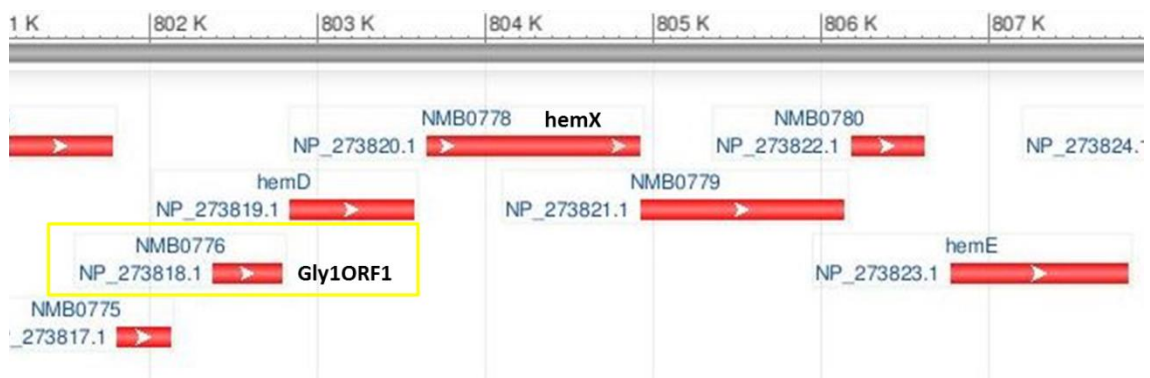 1 K 802 K 803 K 804 K 805 K 806 K 807 K
NMB0778 hemX NMB0780
NP_273820.1 NP_273822.1 NP_273824.
hemD NMB0779
NP_273819.1 NP_273821.1
NMB0776 hemE
NP_273818.1 Gly1ORF1 NP_273823.1
NMB0775
_273817.1